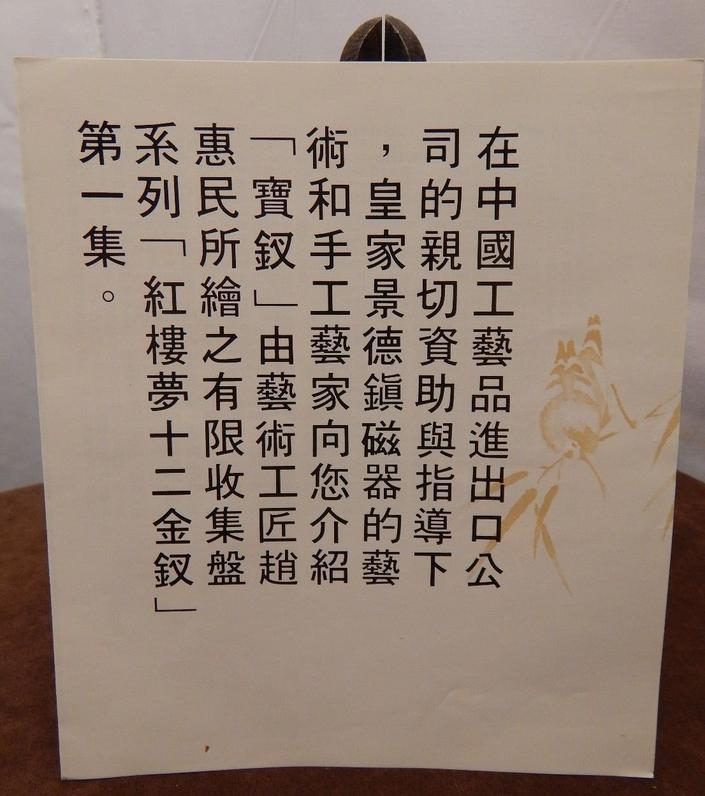 在中國工藝品進出口公
司的親切資助與指導下
，皇家景德鎮磁器的藝
術和手工藝家向您介紹
「寶釵」由藝術工匠趙
惠民所繪之有限收集盤
系列「紅樓夢十二金釵」
第一集。